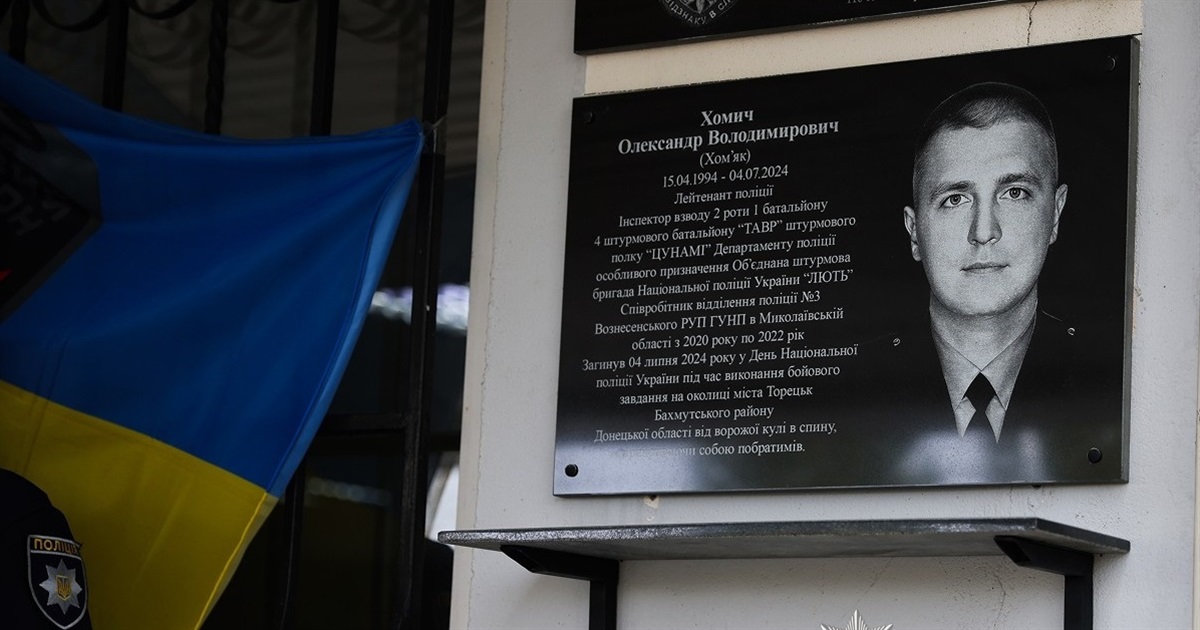 ВІДЗНАКУ В СЛ
Хомич
Олександр Володимирович
(Хом’як)
15.04.1994 - 04.07.2024
Лейтенант поліції
Інспектор взводу 2 роти 1 батальйону
4 штурмового батальйону “ТАВР” штурмового
полку “ЦУНАМІ” Департаменту поліції
особливого призначення Об’єднана штурмова
бригада Національної поліції України “ЛЮТЬ”
Співробітник відділення поліції №3
Вознесенського РУП ГУНП в Миколаївській
області з 2020 року по 2022 рік
Загинув 04 липня 2024 року у День Національної
поліції України під час виконання бойового
завдання на околиці міста Торецьк
Бахмутського району
Донецької області від ворожої кулі в спину,
собою побратимів.
ПОЛІЦІЯ